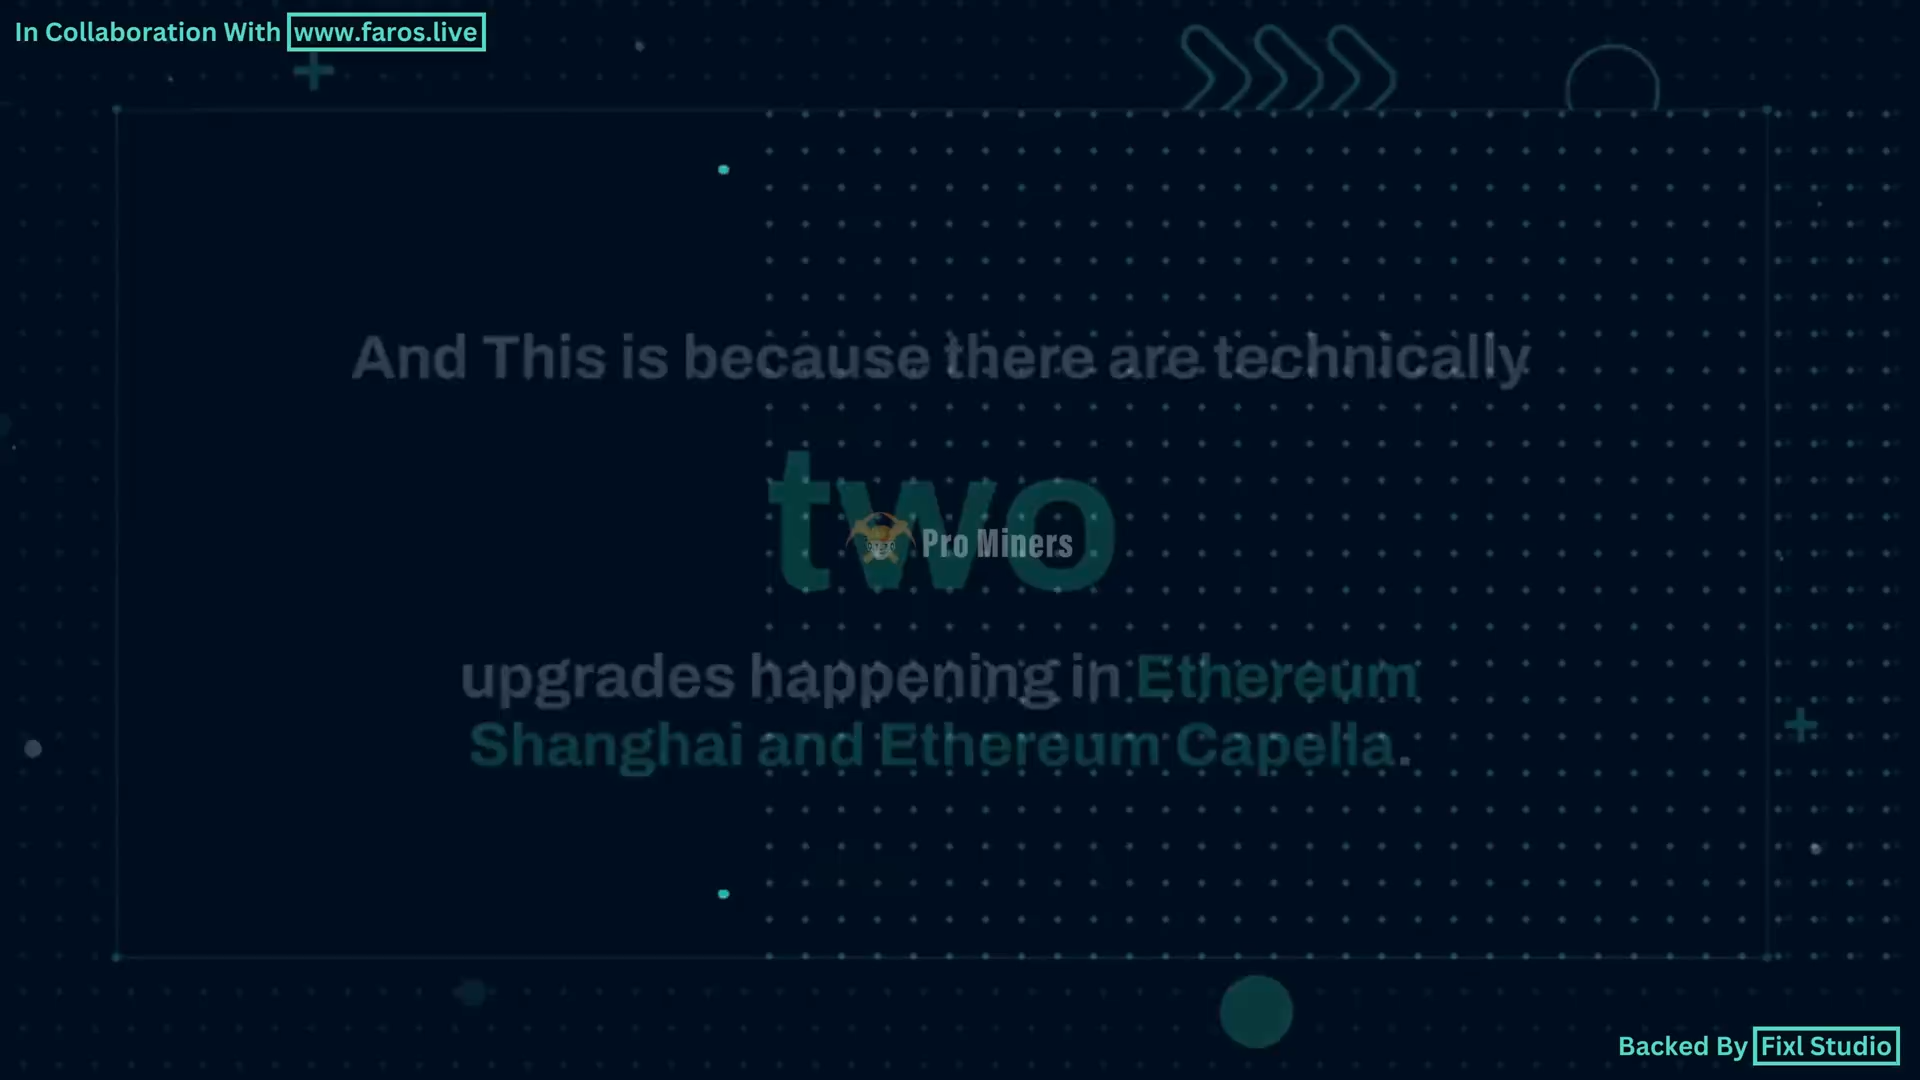 In Collaboration With www.faros.live
And This is because there are technically
two
Pro Miners
upgrades happening in Ethereum
Shanghai and Ethereum Capella.
Backed By Fixl Studio